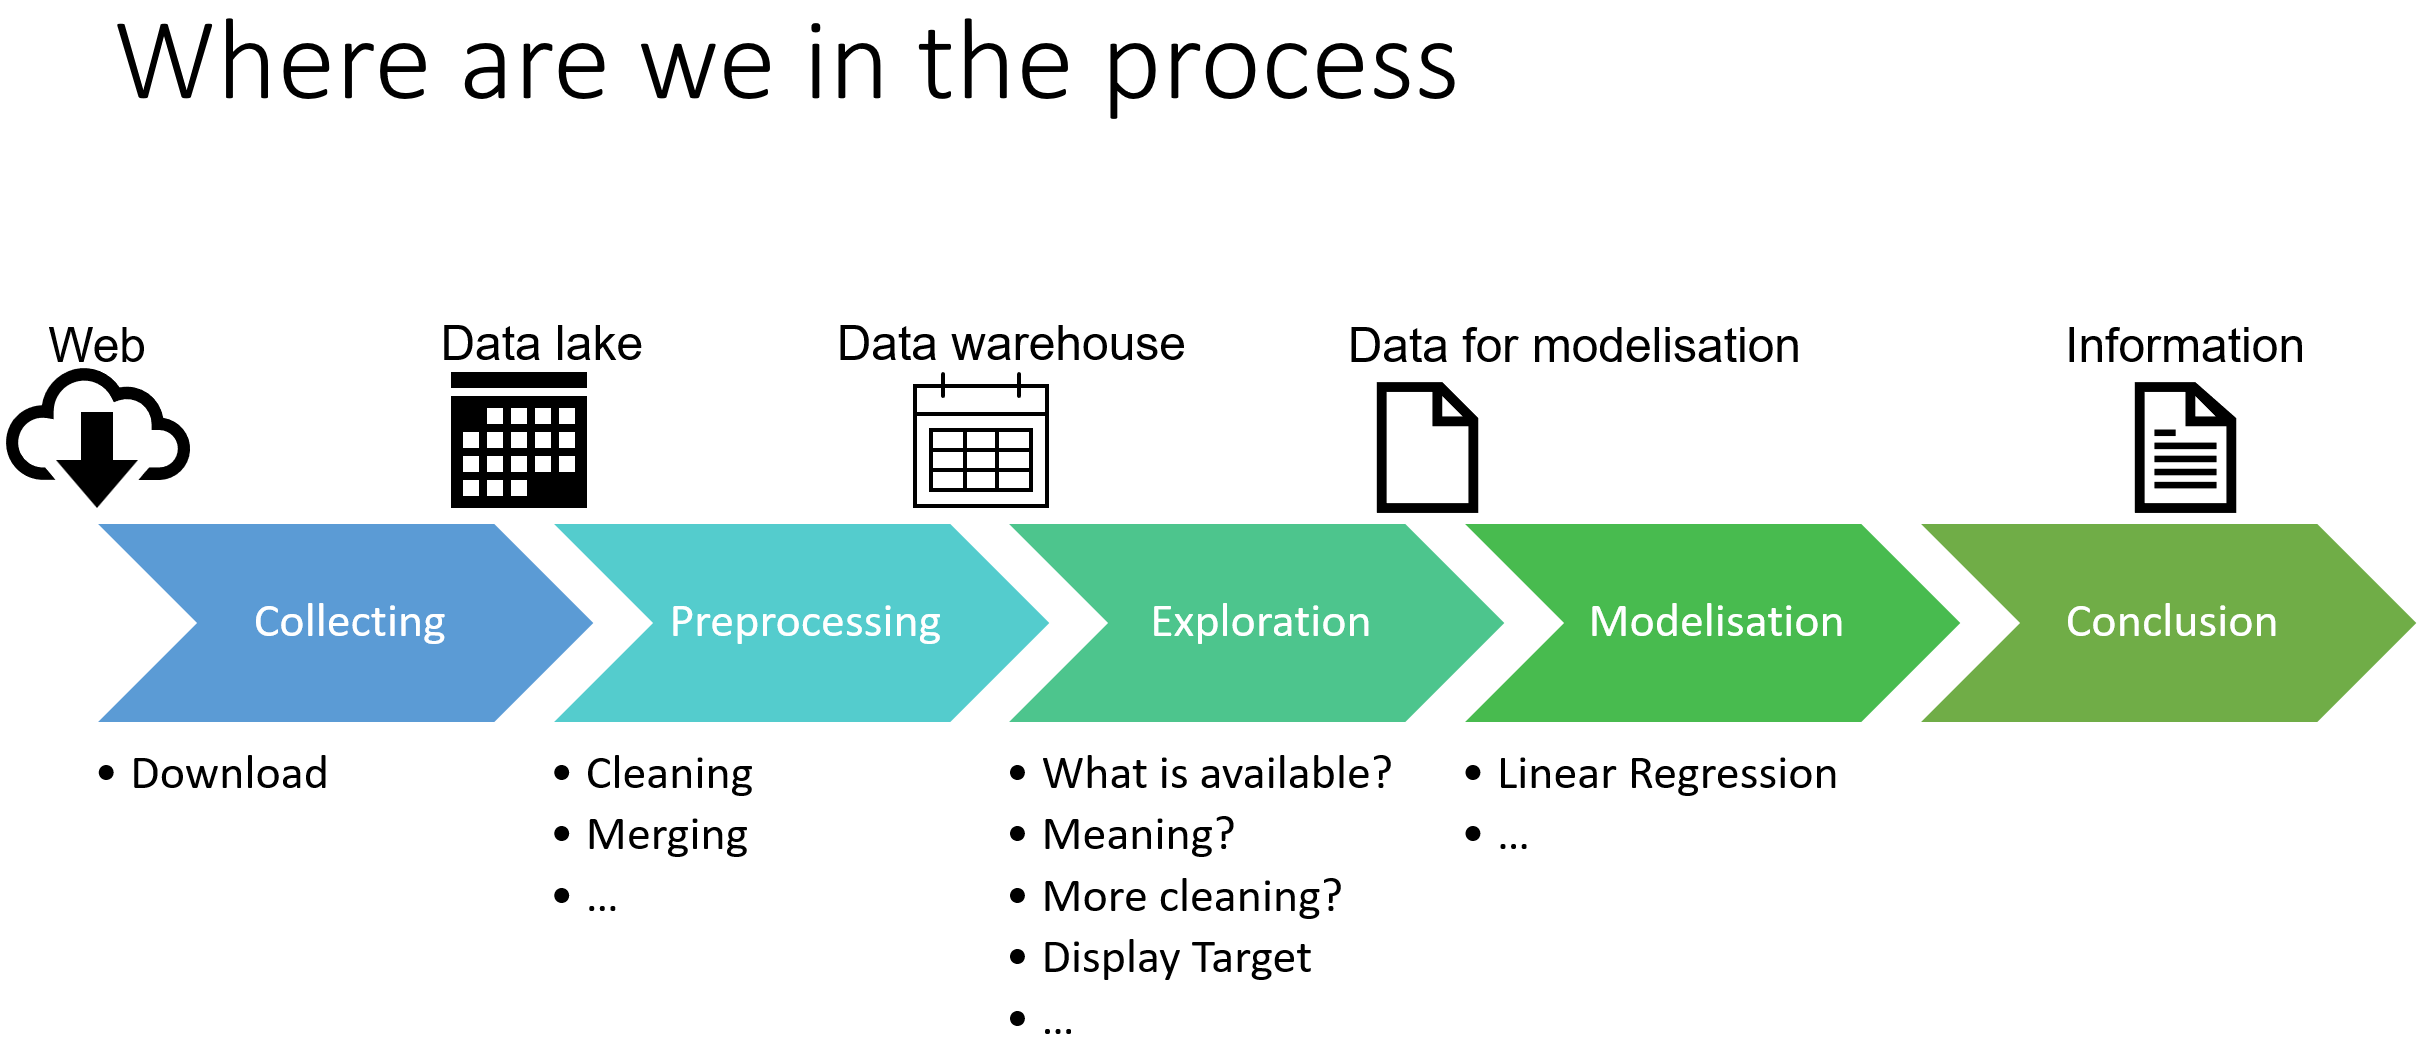 Where are we in the process
Web
Data lake
Data warehouse
Data for modelisation
Information
Collecting
Preprocessing
Exploration
Modelisation
Conclusion
• Download
• Cleaning
• Merging
• ...
• What is available?
• Meaning?
• More cleaning?
• Display Target
• ...
• Linear Regression
• ...